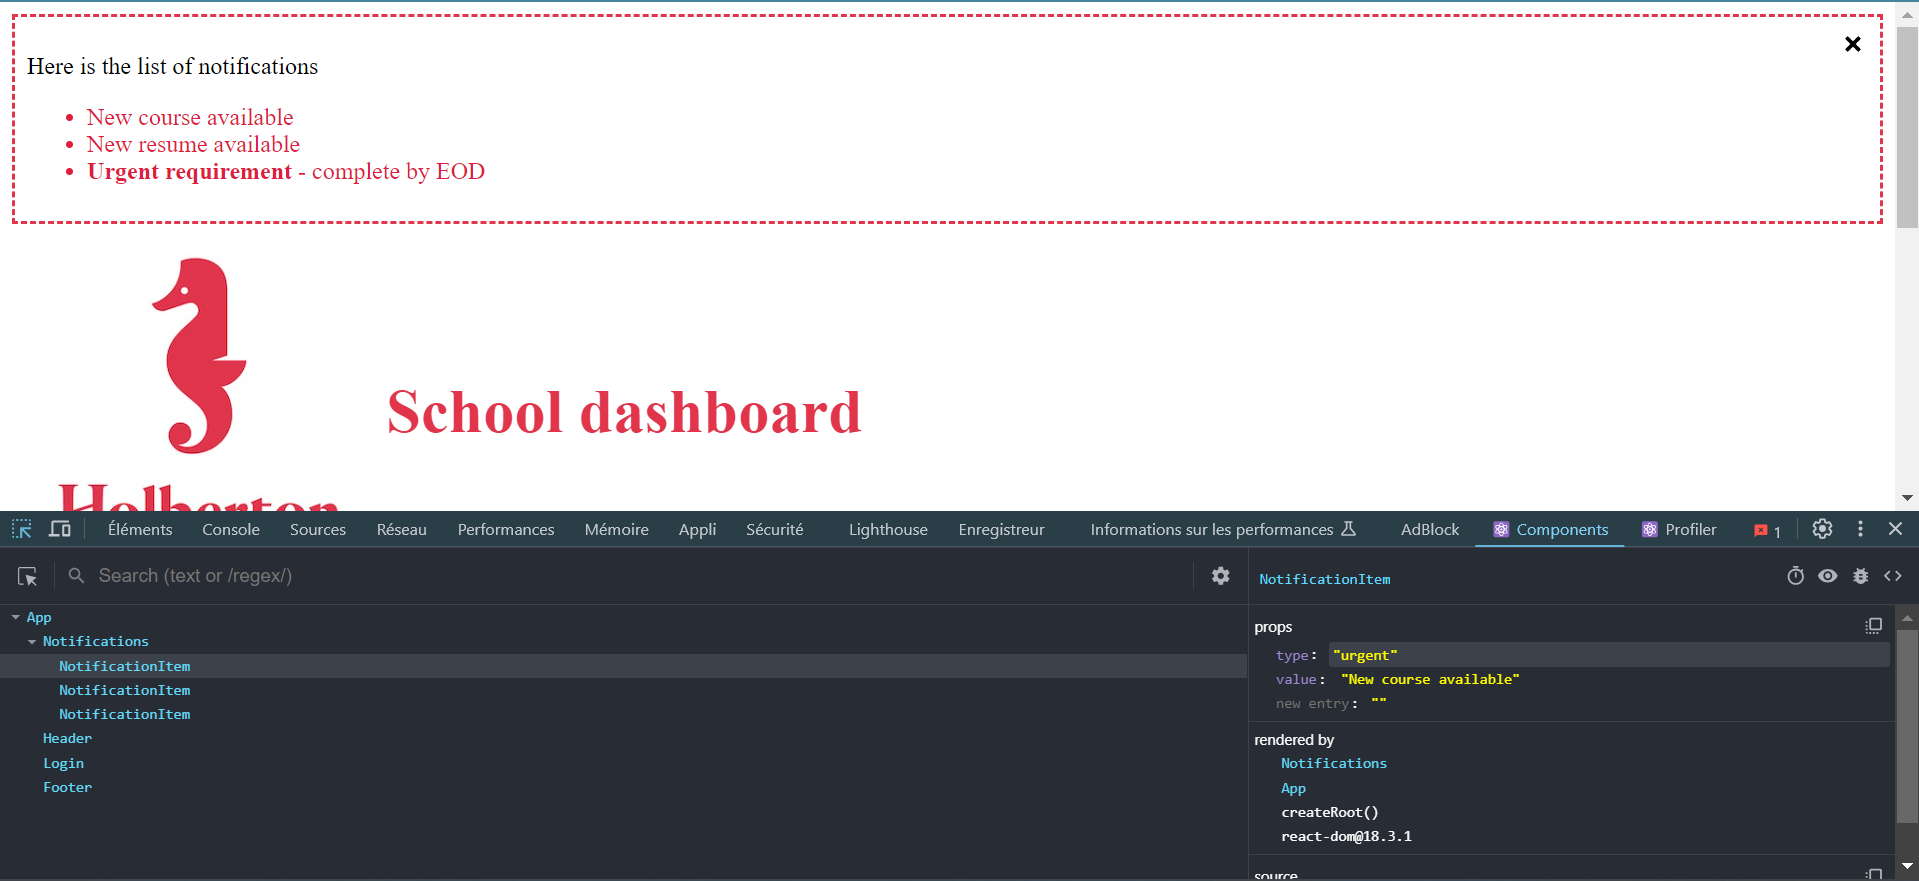 Here is the list of notifications
New course available
New resume available
Urgent requirement - complete by EOD
School dashboard
Holberton
Éléments Console Sources Réseau Performances Mémoire Appli Sécurité Lighthouse Enregistreur Informations sur les performances AdBlock Components Profiler 1
Search (text or /regex/)
NotificationItem
App
Notifications
NotificationItem
NotificationItem
NotificationItem
Header
Login
Footer
props
type: "urgent"
value: "New course available"
new entry: ""
rendered by
Notifications
App
createRoot()
react-dom@18.3.1
source